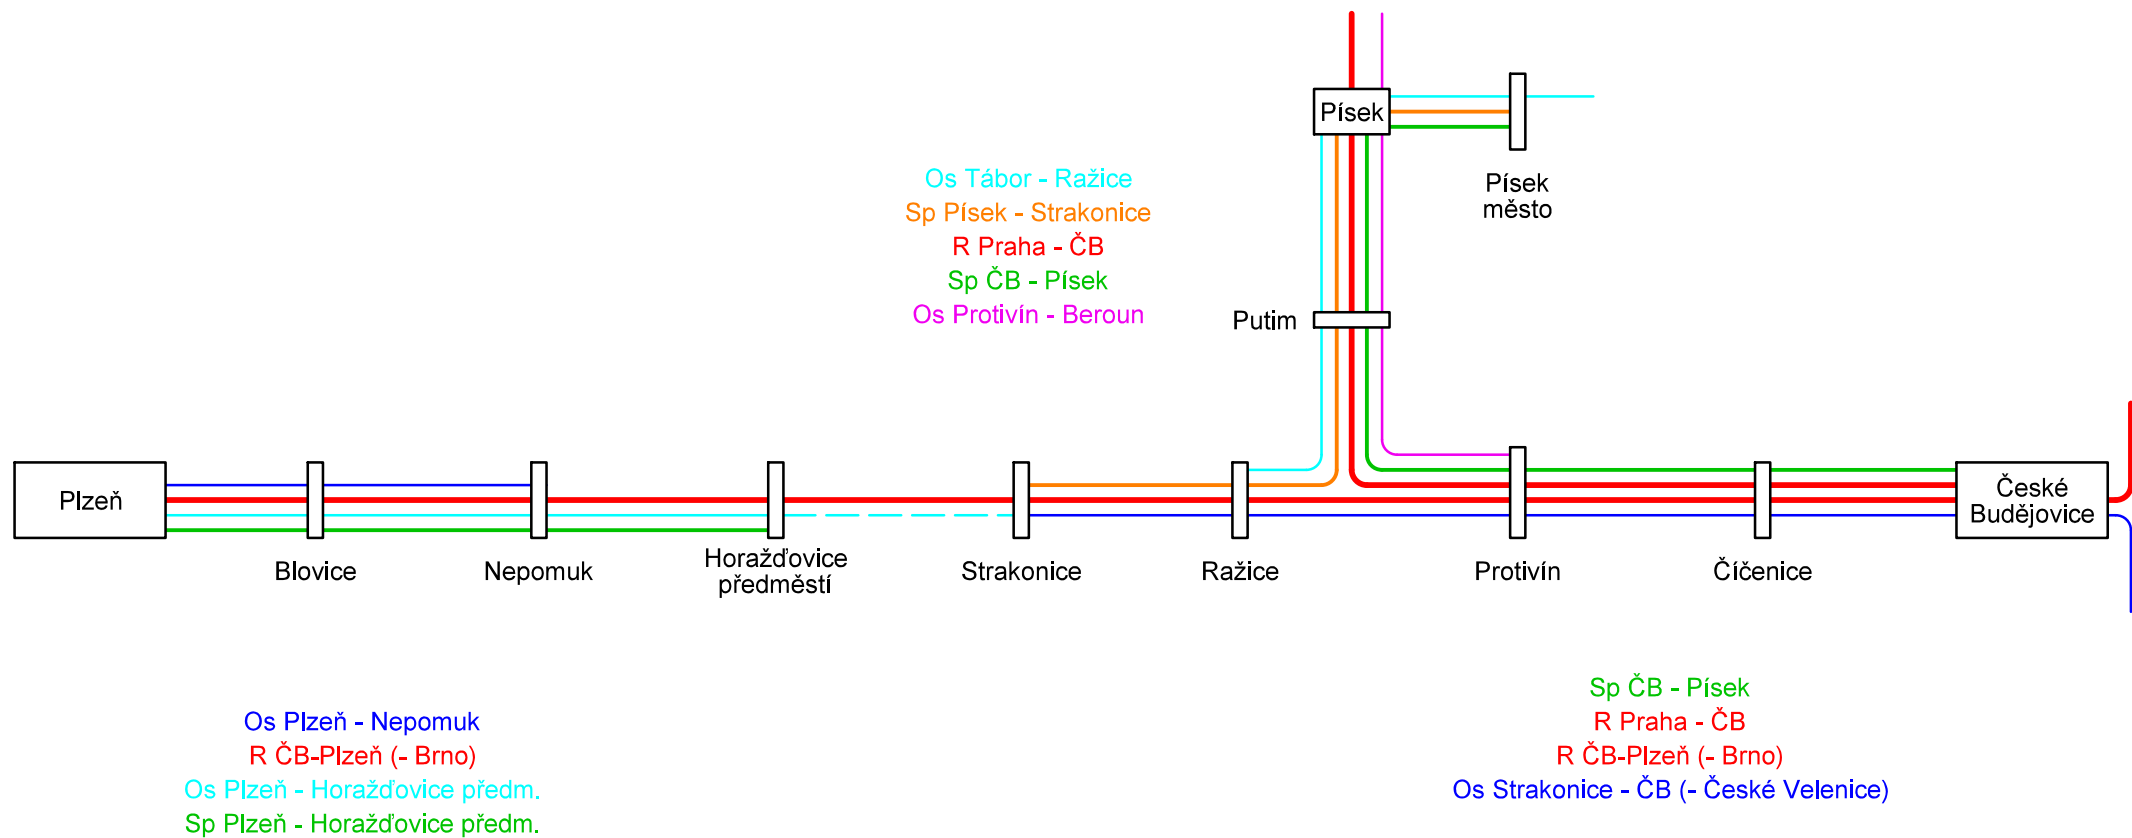 Písek
Písek
město
Os Tábor - Ražice
Sp Písek - Strakonice
R Praha - ČB
Sp ČB - Písek
Os Protivín - Beroun
Putim
Plzeň
České
Budějovice
Blovice
Nepomuk
Horažďovice
předměstí
Strakonice
Ražice
Protivín
Číčenice
Os Plzeň - Nepomuk
R ČB-Plzeň (- Brno)
Os Plzeň - Horažďovice předm.
Sp Plzeň - Horažďovice předm.
Sp ČB - Písek
R Praha - ČB
R ČB-Plzeň (- Brno)
Os Strakonice - ČB (- České Velenice)